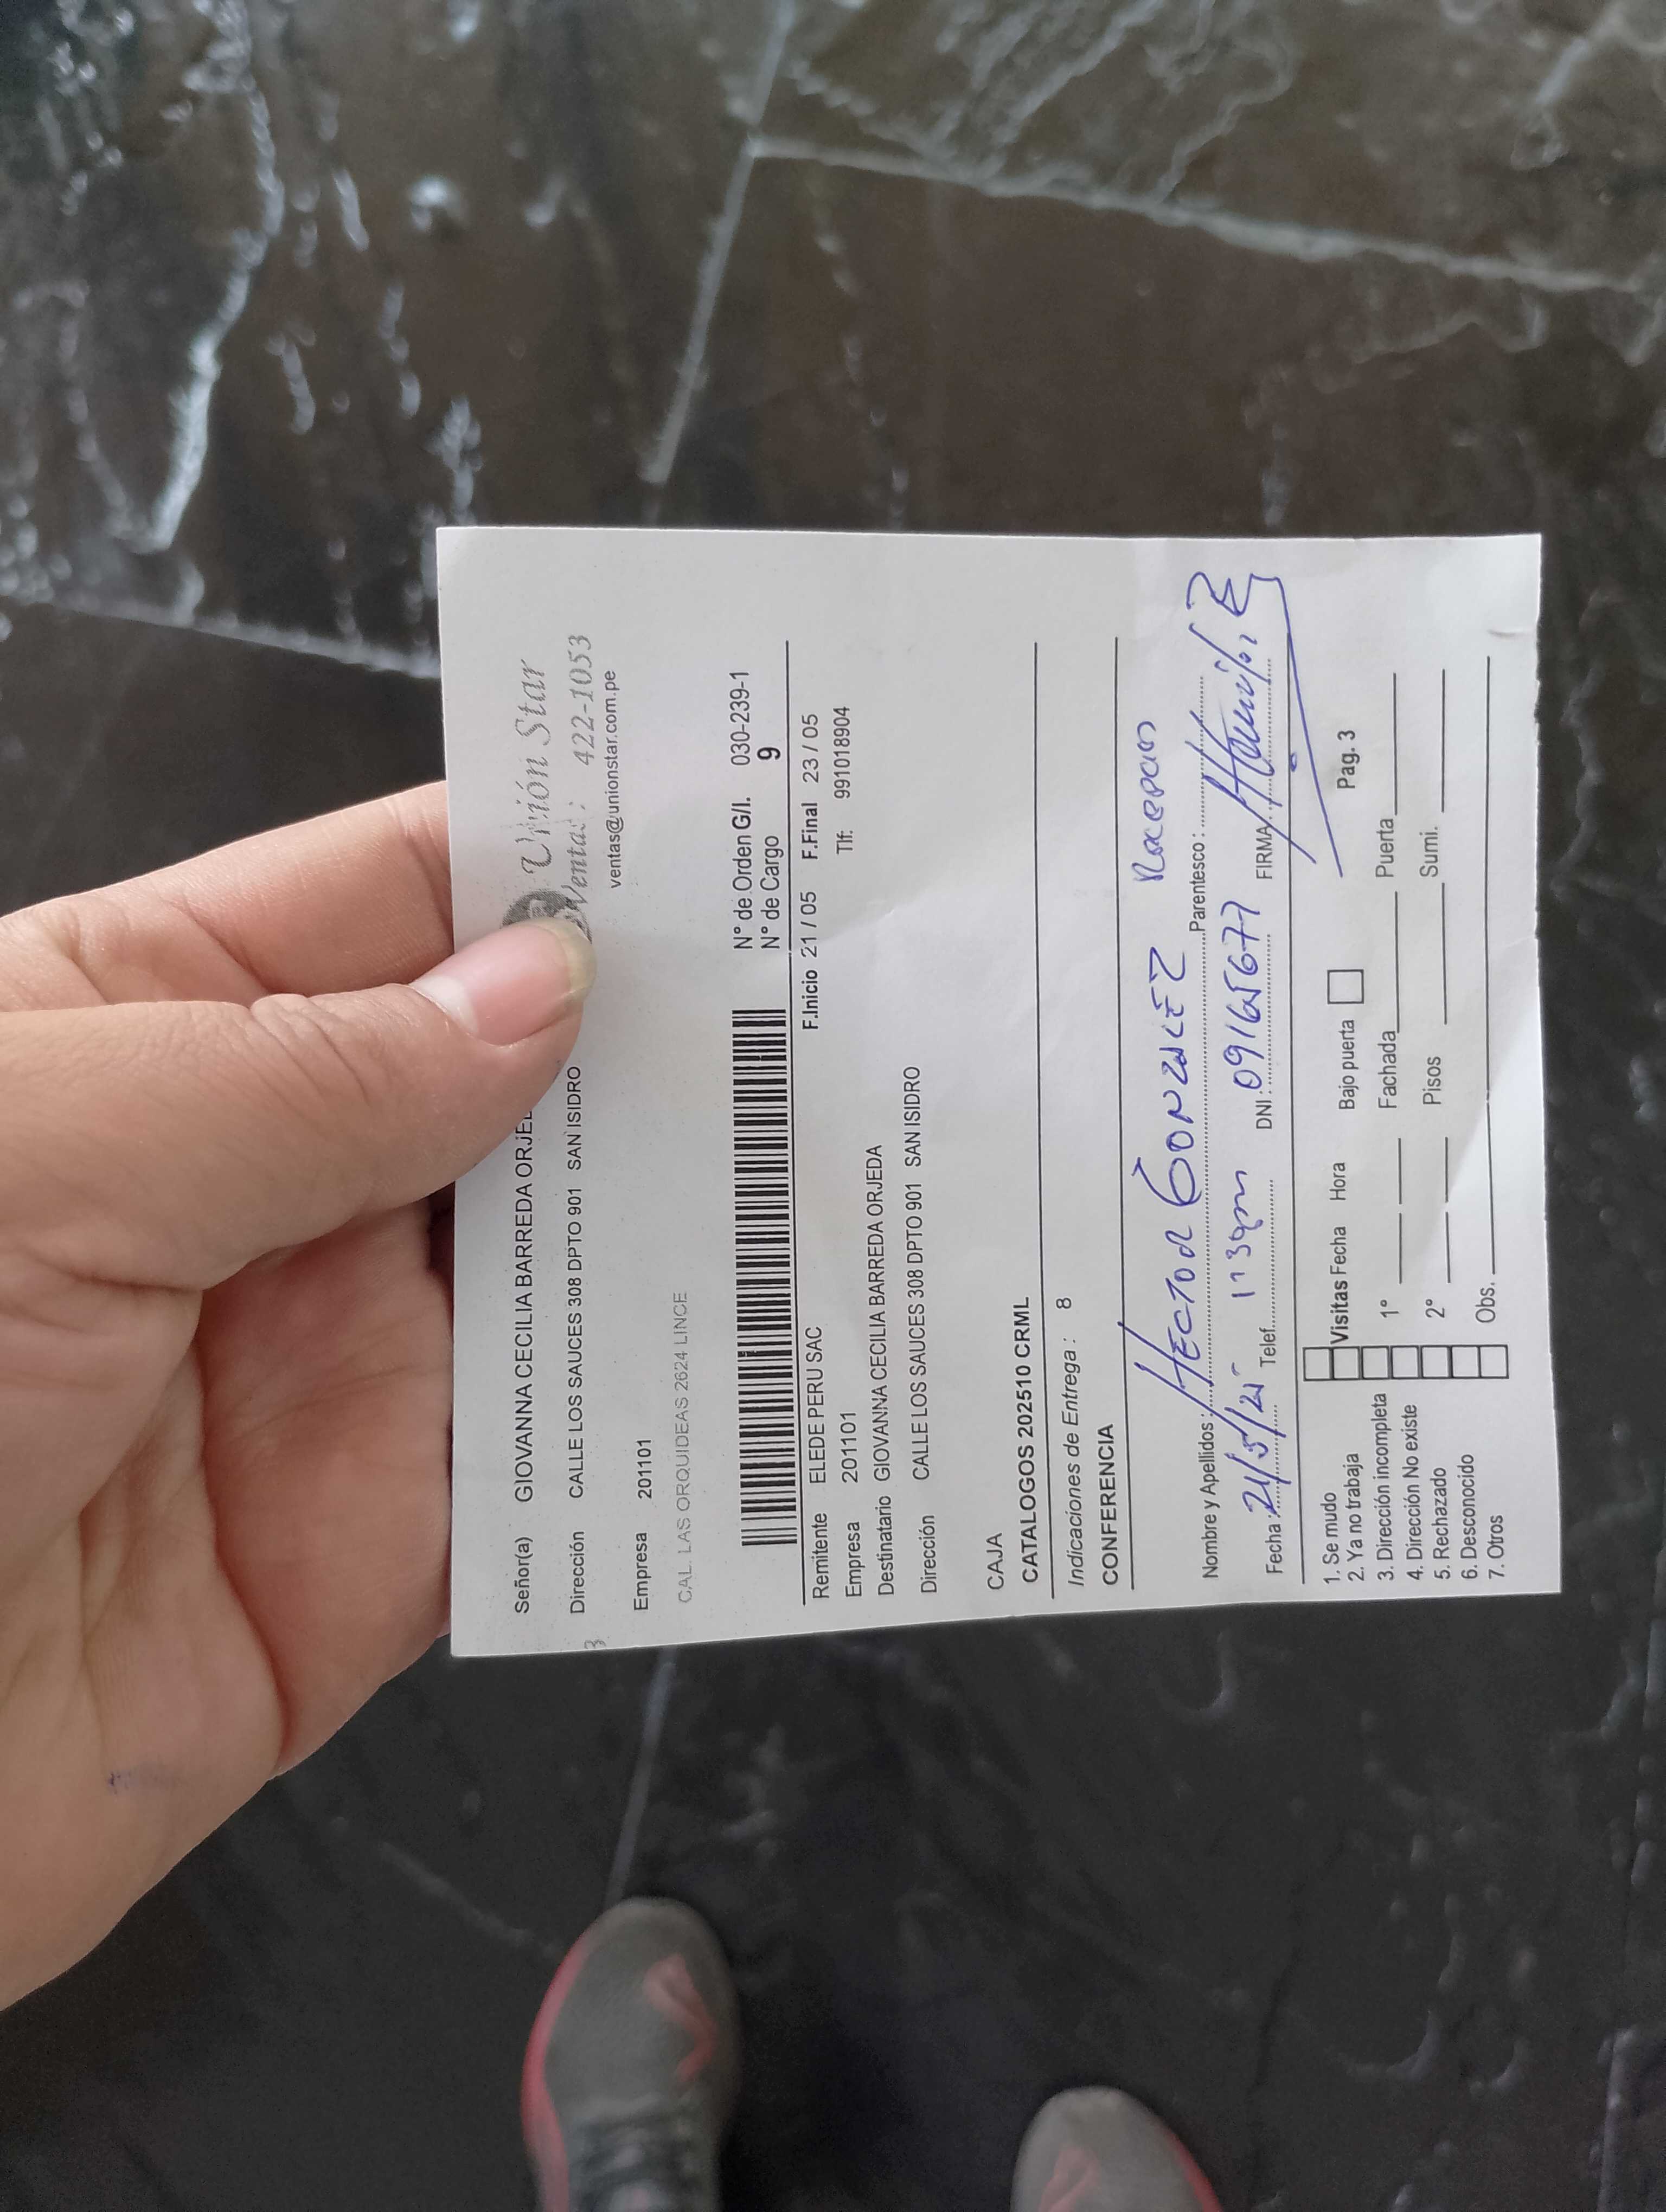 Unión Star
Ventas: 422-1053
ventas@unionstar.com.pe
Señor(a) GIOVANNA CECILIA BARREDA ORJED
Dirección CALLE LOS SAUCES 308 DPTO 901 SAN ISIDRO
3
Empresa 201101
CAL. LAS ORQUIDEAS 2624 LINCE
N° de Orden G/I. 030-239-1
N° de Cargo 9
F.Inicio 21 / 05 F.Final 23 / 05
Remitente ELEDE PERU SAC
Tlf: 991018904
Empresa 201101
Destinatario GIOVANNA CECILIA BARREDA ORJEDA
Dirección CALLE LOS SAUCES 308 DPTO 901 SAN ISIDRO
CAJA
CATALOGOS 202510 CRML
Indicaciones de Entrega : 8
CONFERENCIA
Nombre y Apellidos : HECTOR GONZALEZ Parentesco :
Fecha : 21/5/25 Telef. DNI : 09165677 FIRMA
1. Se mudo
2. Ya no trabaja
3. Dirección incompleta
4. Dirección No existe
5. Rechazado
6. Desconocido
7. Otros
Visitas Fecha Hora Bajo puerta Pag. 3
1° Fachada Puerta
2° Pisos Sumi.
Obs.